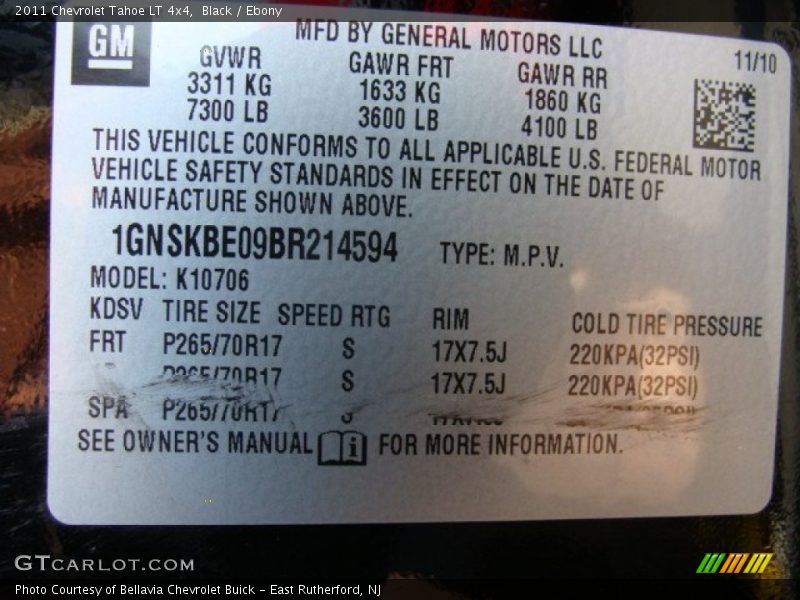 2011 Chevrolet Tahoe LT 4x4, Black / Ebony
GM
MFD BY GENERAL MOTORS LLC
11/10
GVWR GAWR FRT GAWR RR
3311 KG 1633 KG 1860 KG
7300 LB 3600 LB 4100 LB
THIS VEHICLE CONFORMS TO ALL APPLICABLE U.S. FEDERAL MOTOR
VEHICLE SAFETY STANDARDS IN EFFECT ON THE DATE OF
MANUFACTURE SHOWN ABOVE.
1GNSKBE09BR214594 TYPE: M.P.V.
MODEL: K10706
KDSV TIRE SIZE SPEED RTG RIM COLD TIRE PRESSURE
FRT P265/70R17 S 17X7.5J 220KPA(32PSI)
P265/70R17 S 17X7.5J 220KPA(32PSI)
SPA P265/70R17
SEE OWNER'S MANUAL i FOR MORE INFORMATION.
GTCARLOT.COM
Photo Courtesy of Bellavia Chevrolet Buick - East Rutherford, NJ